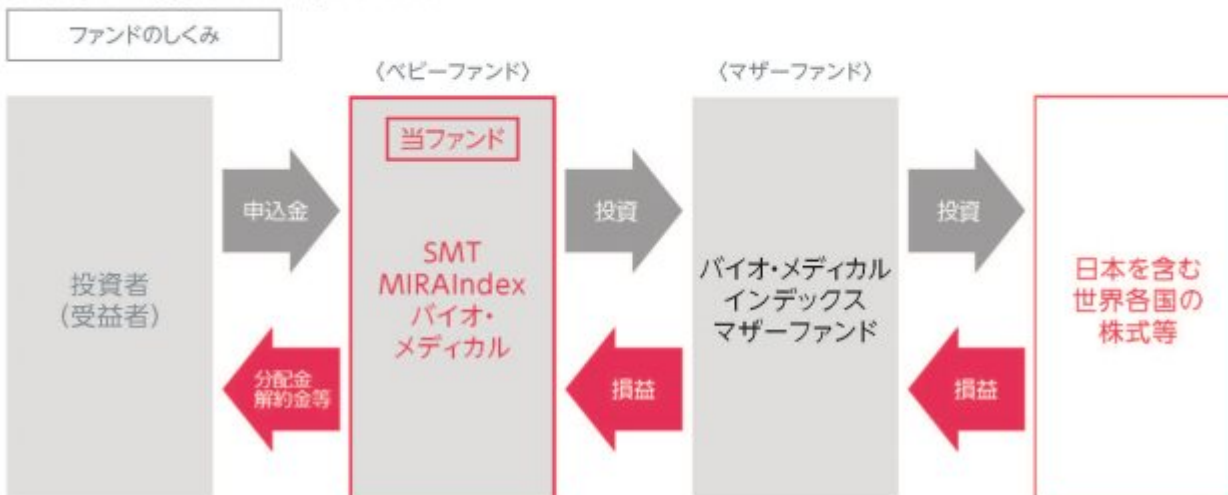 ファンドのしくみ
〈ベビーファンド〉
〈マザーファンド〉
投資者
(受益者)
申込金
分配金
解約金等
当ファンド
SMT
MIRAIndex
バイオ・
メディカル
投資
損益
バイオ・メディカル
インデックス
マザーファンド
投資
損益
日本を含む
世界各国の
株式等